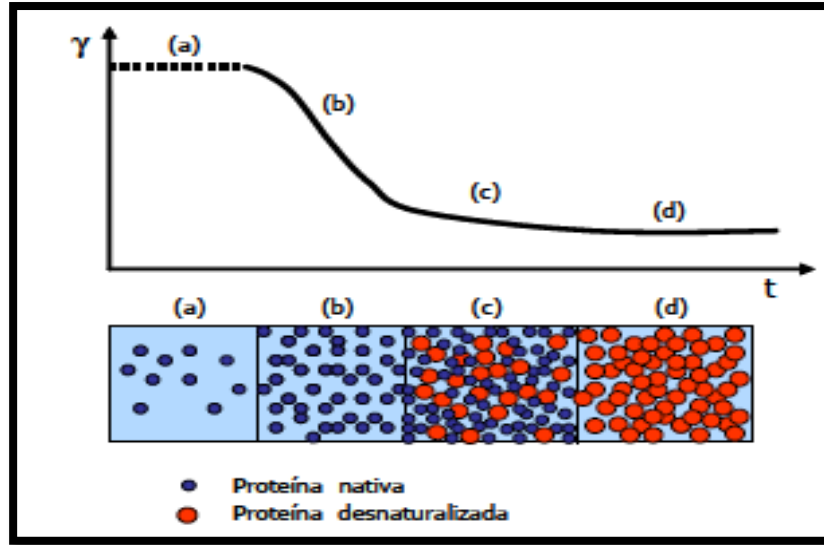 γ
(a)
(b)
(c)
(d)
t
(a) (b) (c) (d)
Proteína nativa
Proteína desnaturalizada